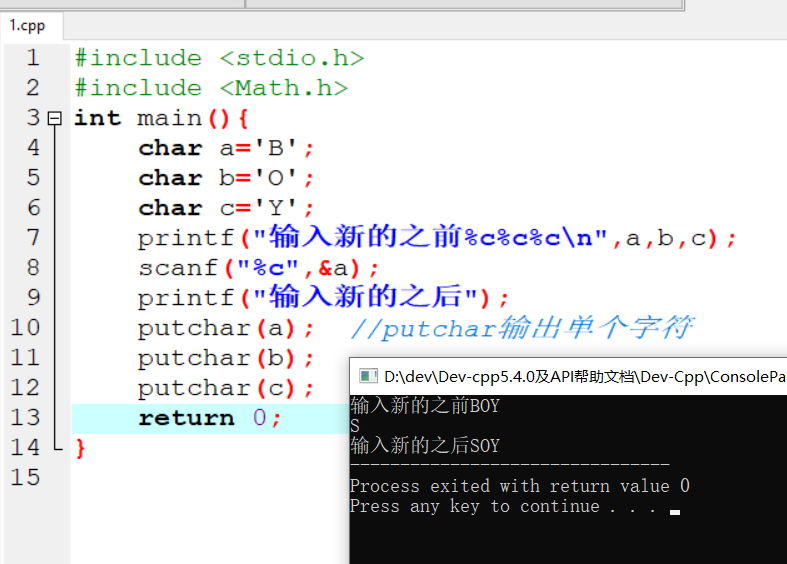 1.cpp
1 #include <stdio.h>
2 #include <Math.h>
3 int main(){
4 char a='B';
5 char b='O';
6 char c='Y';
7 printf("输入新的之前%c%c%c\n",a,b,c);
8 scanf("%c",&a);
9 printf("输入新的之后");
10 putchar(a); //putchar输出单个字符
11 putchar(b);
12 putchar(c);
13 return 0;
14 }
15
D:\dev\Dev-cpp5.4.0及API帮助文档\Dev-Cpp\ConsolePa
输入新的之前BOY
S
输入新的之后SOY
--------------------------------
Process exited with return value 0
Press any key to continue . . .